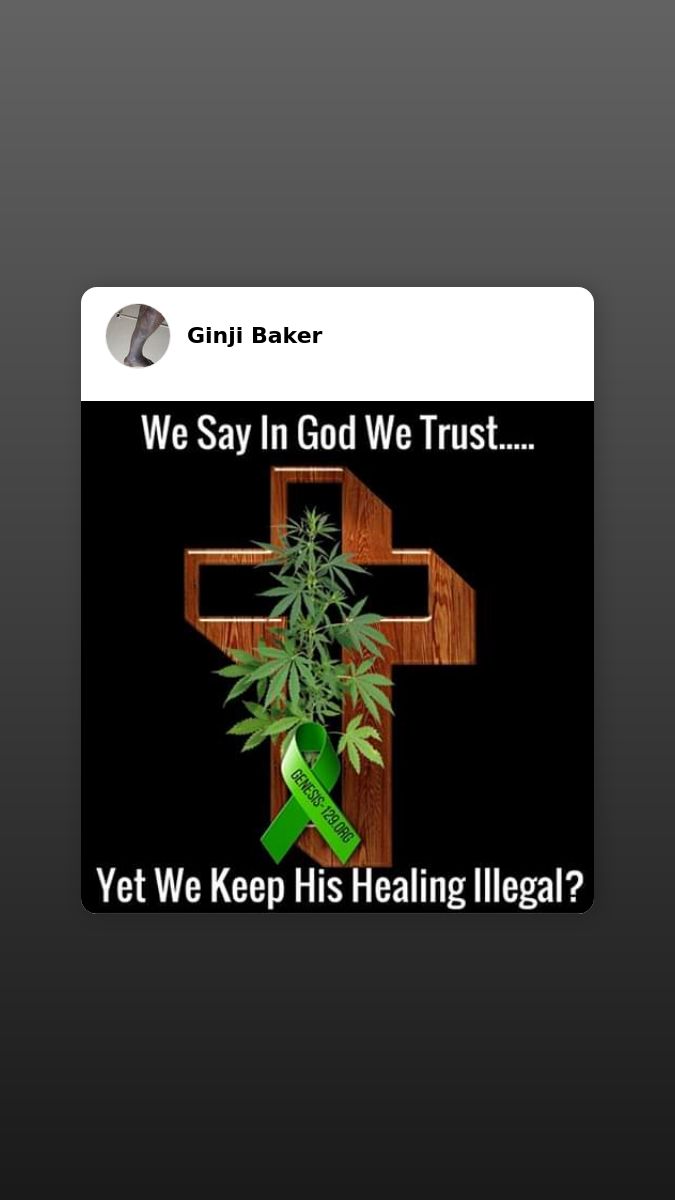 Ginji Baker
We Say In God We Trust.....
GENESIS-129.ORG
Yet We Keep His Healing Illegal?